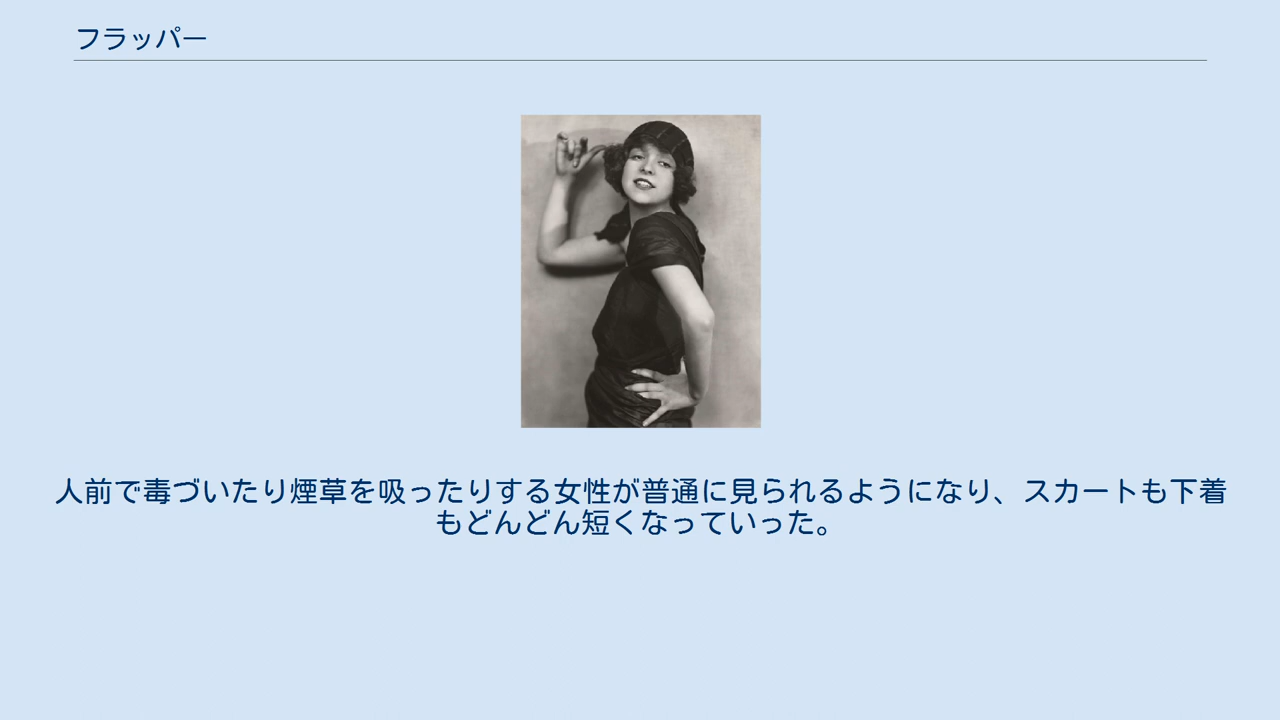 フラッパー
人前で毒づいたり煙草を吸ったりする女性が普通に見られるようになり、スカートも下着
もどんどん短くなっていった。